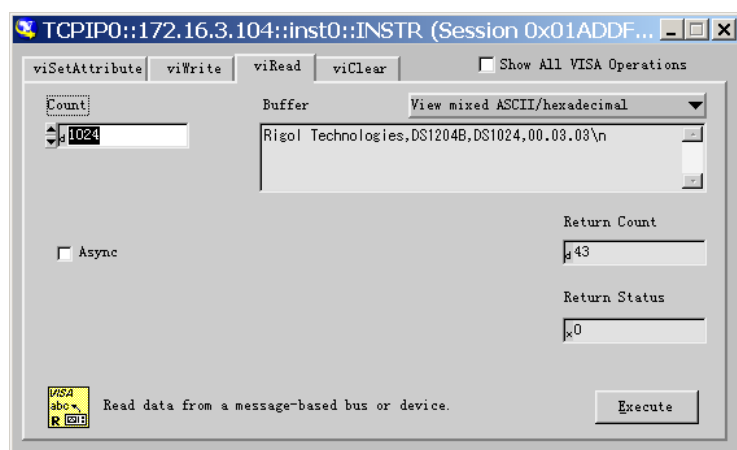 TCPIP0::172.16.3.104::inst0::INSTR (Session 0x01ADDF...
viSetAttribute viWrite viRead viClear Show All VISA Operations
Count Buffer View mixed ASCII/hexadecimal
d 1024 Rigol Technologies,DS1204B,DS1024,00.03.03\n
Return Count
Async d 43
Return Status
x 0
VISA
abc
R
Read data from a message-based bus or device. Execute